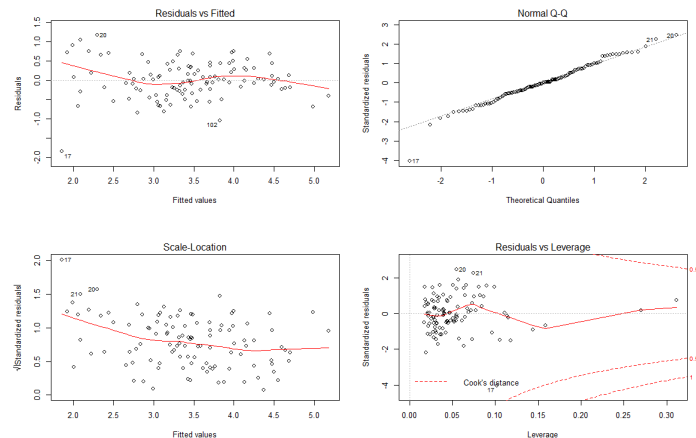 Residuals vs Fitted
Residuals
1.5
1.0
0.5
0.0
-1.0
-2.0
20
102
17
2.0 2.5 3.0 3.5 4.0 4.5 5.0
Fitted values
Normal Q-Q
Standardized residuals
3
2
1
0
-1
-2
-3
-4
21
20
17
-2 -1 0 1 2
Theoretical Quantiles
Scale-Location
√|Standardized residuals
2.0
1.5
1.0
0.5
0.0
17
21
20
2.0 2.5 3.0 3.5 4.0 4.5 5.0
Fitted values
Residuals vs Leverage
Standardized residuals
4
2
0
-2
-4
20
21
17
Cook's distance
0.5
1
0.00 0.05 0.10 0.15 0.20 0.25 0.30
Leverage